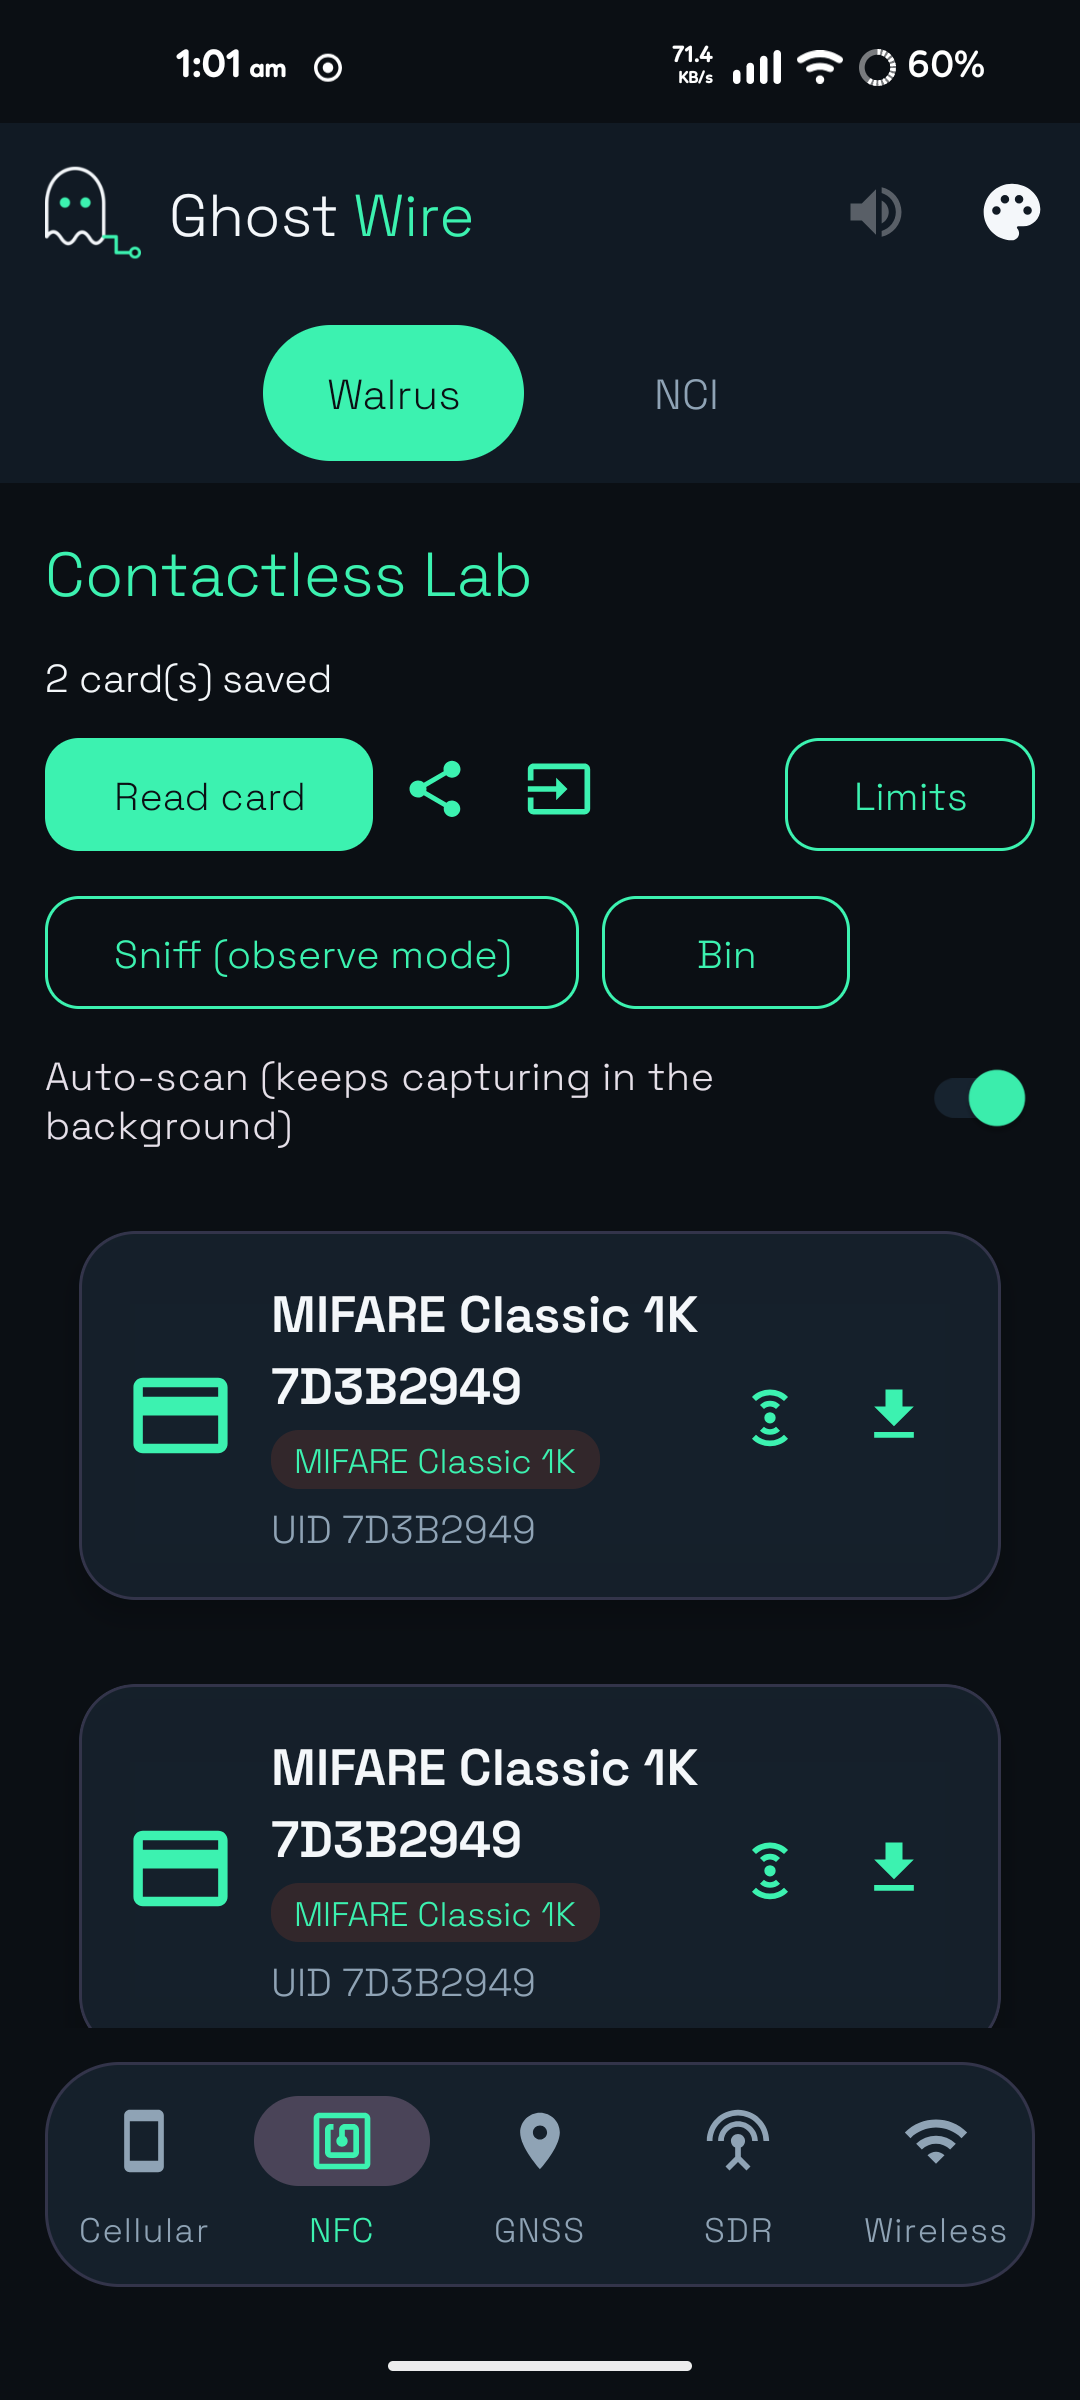 1:01 am
71.4
KB/s
60%
Ghost Wire
Walrus
NCI
Contactless Lab
2 card(s) saved
Read card
Limits
Sniff (observe mode)
Bin
Auto-scan (keeps capturing in the
background)
MIFARE Classic 1K
7D3B2949
MIFARE Classic 1K
UID 7D3B2949
MIFARE Classic 1K
7D3B2949
MIFARE Classic 1K
UID 7D3B2949
Cellular
NFC
GNSS
SDR
Wireless